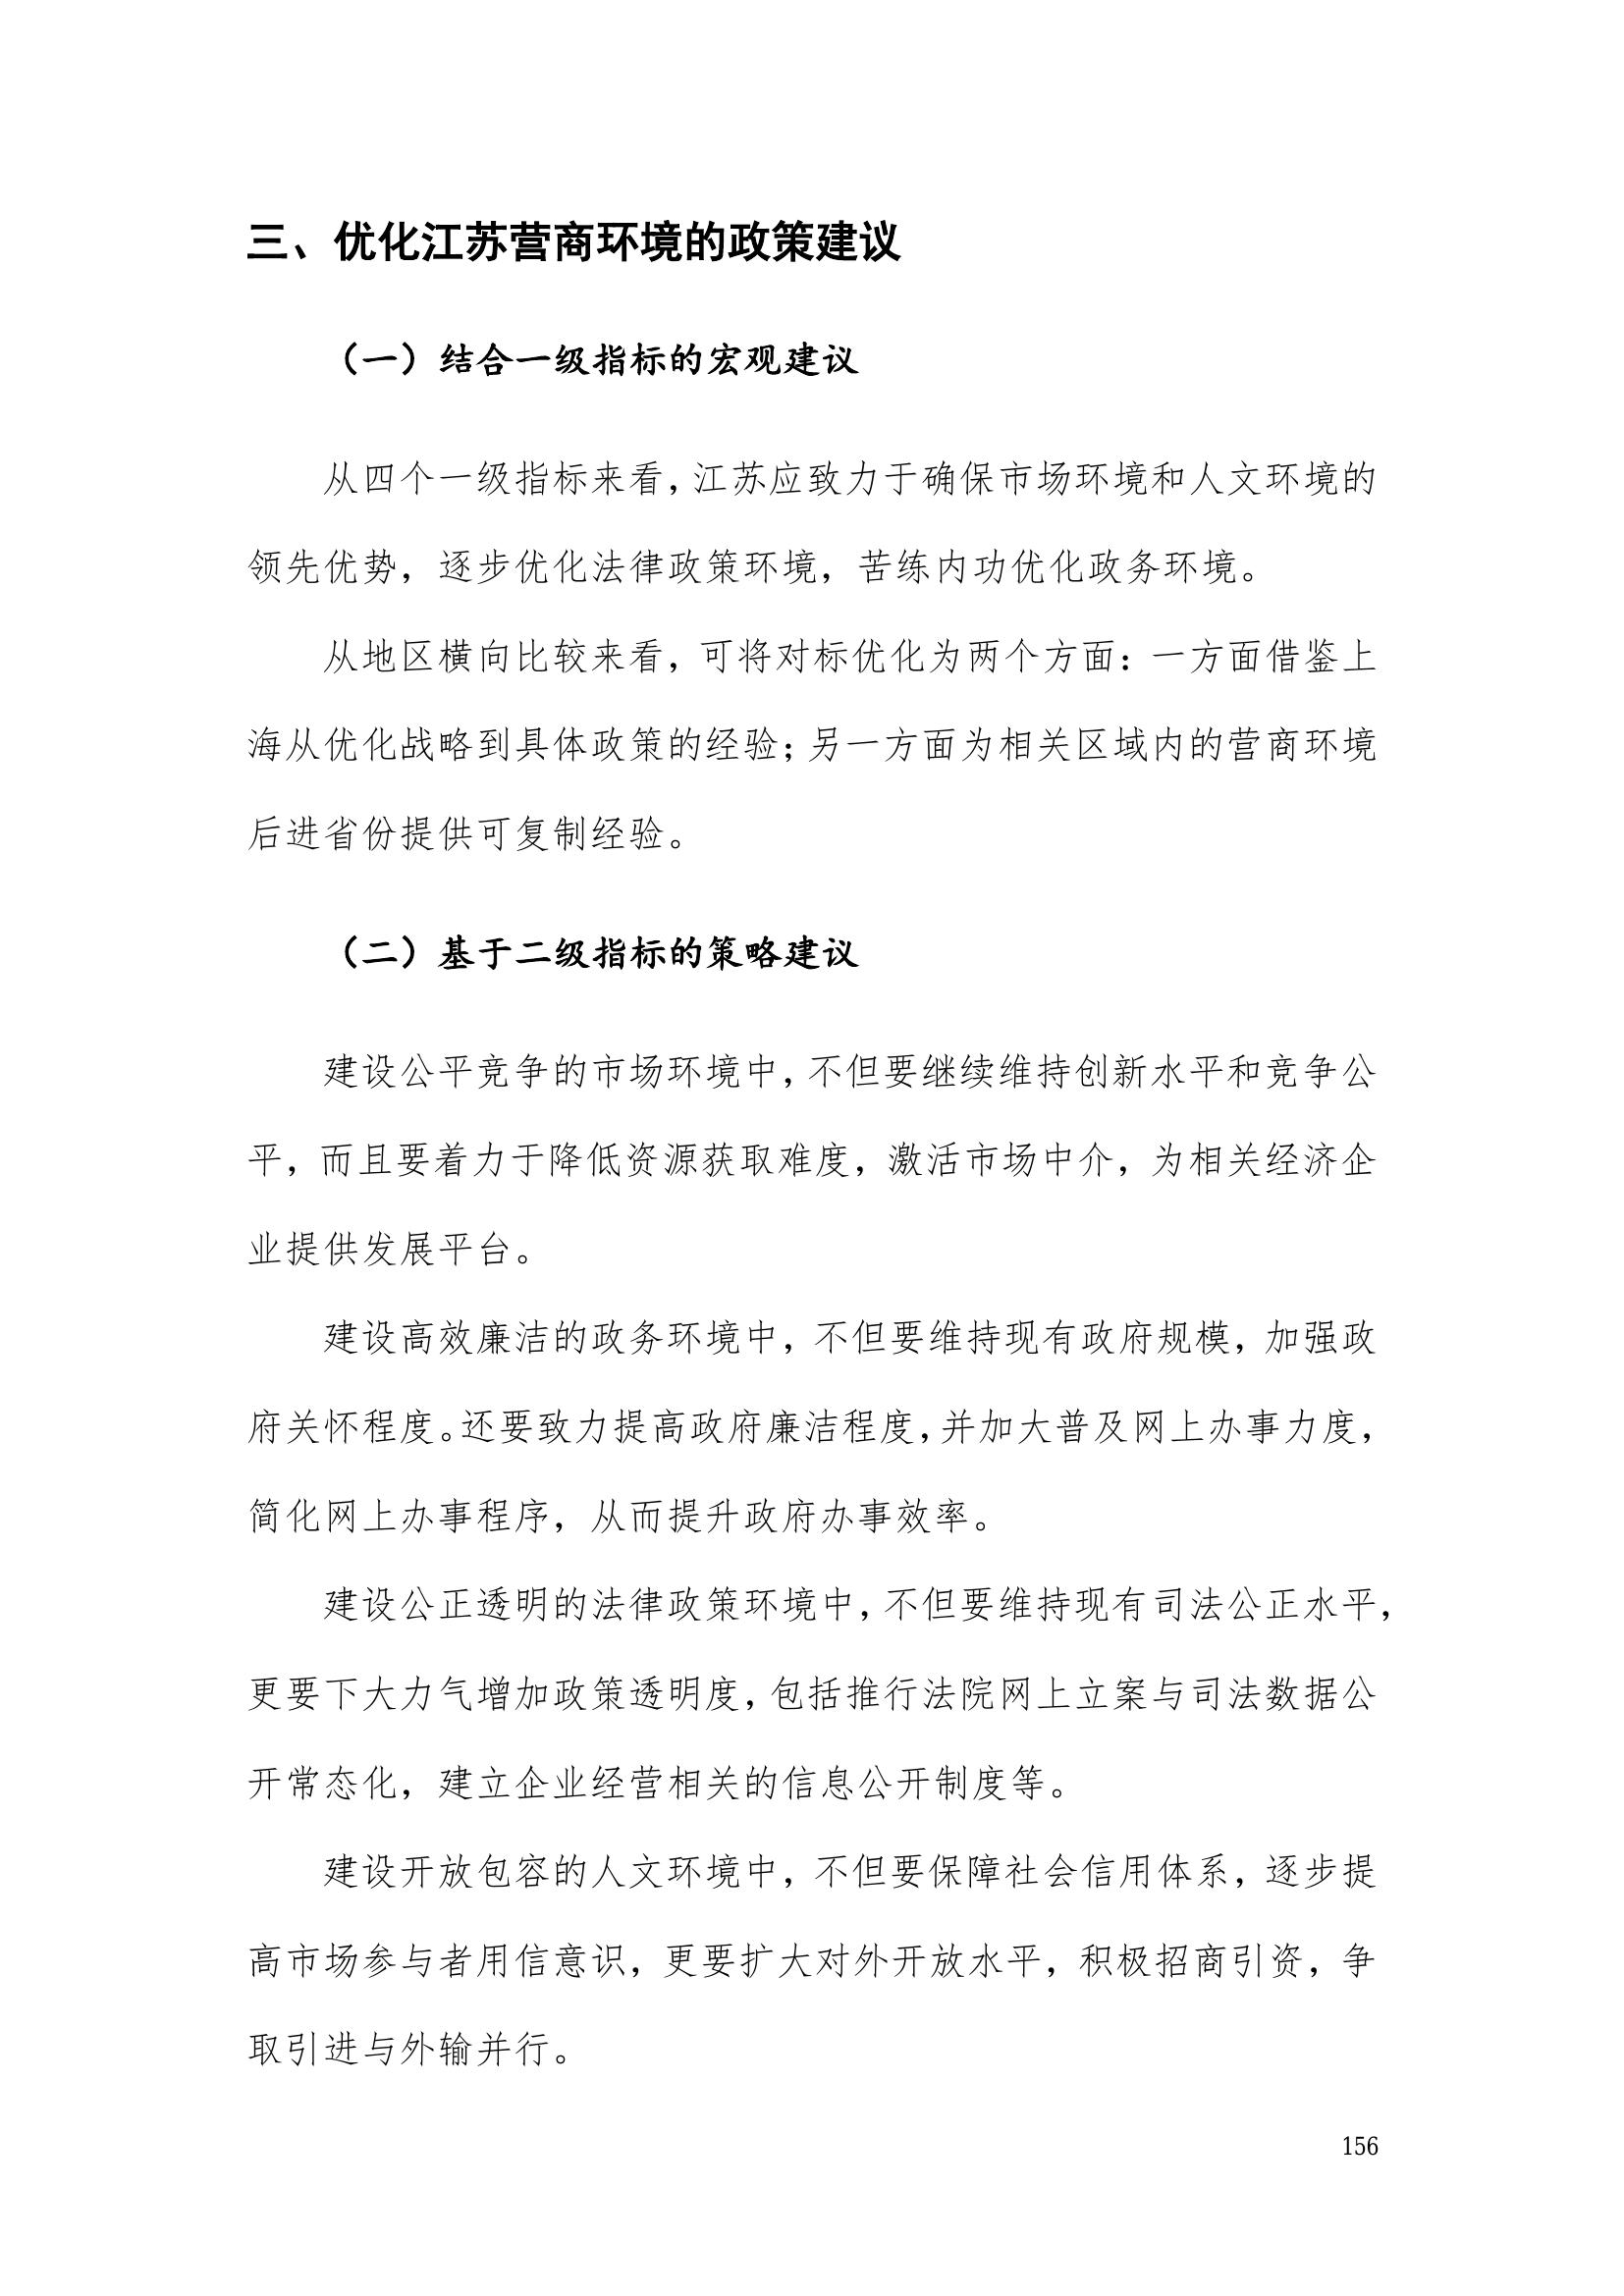 三、优化江苏营商环境的政策建议
（一）结合一级指标的宏观建议
从四个一级指标来看，江苏应致力于确保市场环境和人文环境的
领先优势，逐步优化法律政策环境，苦练内功优化政务环境。
从地区横向比较来看，可将对标优化为两个方面：一方面借鉴上
海从优化战略到具体政策的经验；另一方面为相关区域内的营商环境
后进省份提供可复制经验。
（二）基于二级指标的策略建议
建设公平竞争的市场环境中，不但要继续维持创新水平和竞争公
平，而且要着力于降低资源获取难度，激活市场中介，为相关经济企
业提供发展平台。
建设高效廉洁的政务环境中，不但要维持现有政府规模，加强政
府关怀程度。还要致力提高政府廉洁程度，并加大普及网上办事力度，
简化网上办事程序，从而提升政府办事效率。
建设公正透明的法律政策环境中，不但要维持现有司法公正水平，
更要下大力气增加政策透明度，包括推行法院网上立案与司法数据公
开常态化，建立企业经营相关的信息公开制度等。
建设开放包容的人文环境中，不但要保障社会信用体系，逐步提
高市场参与者用信意识，更要扩大对外开放水平，积极招商引资，争
取引进与外输并行。
156